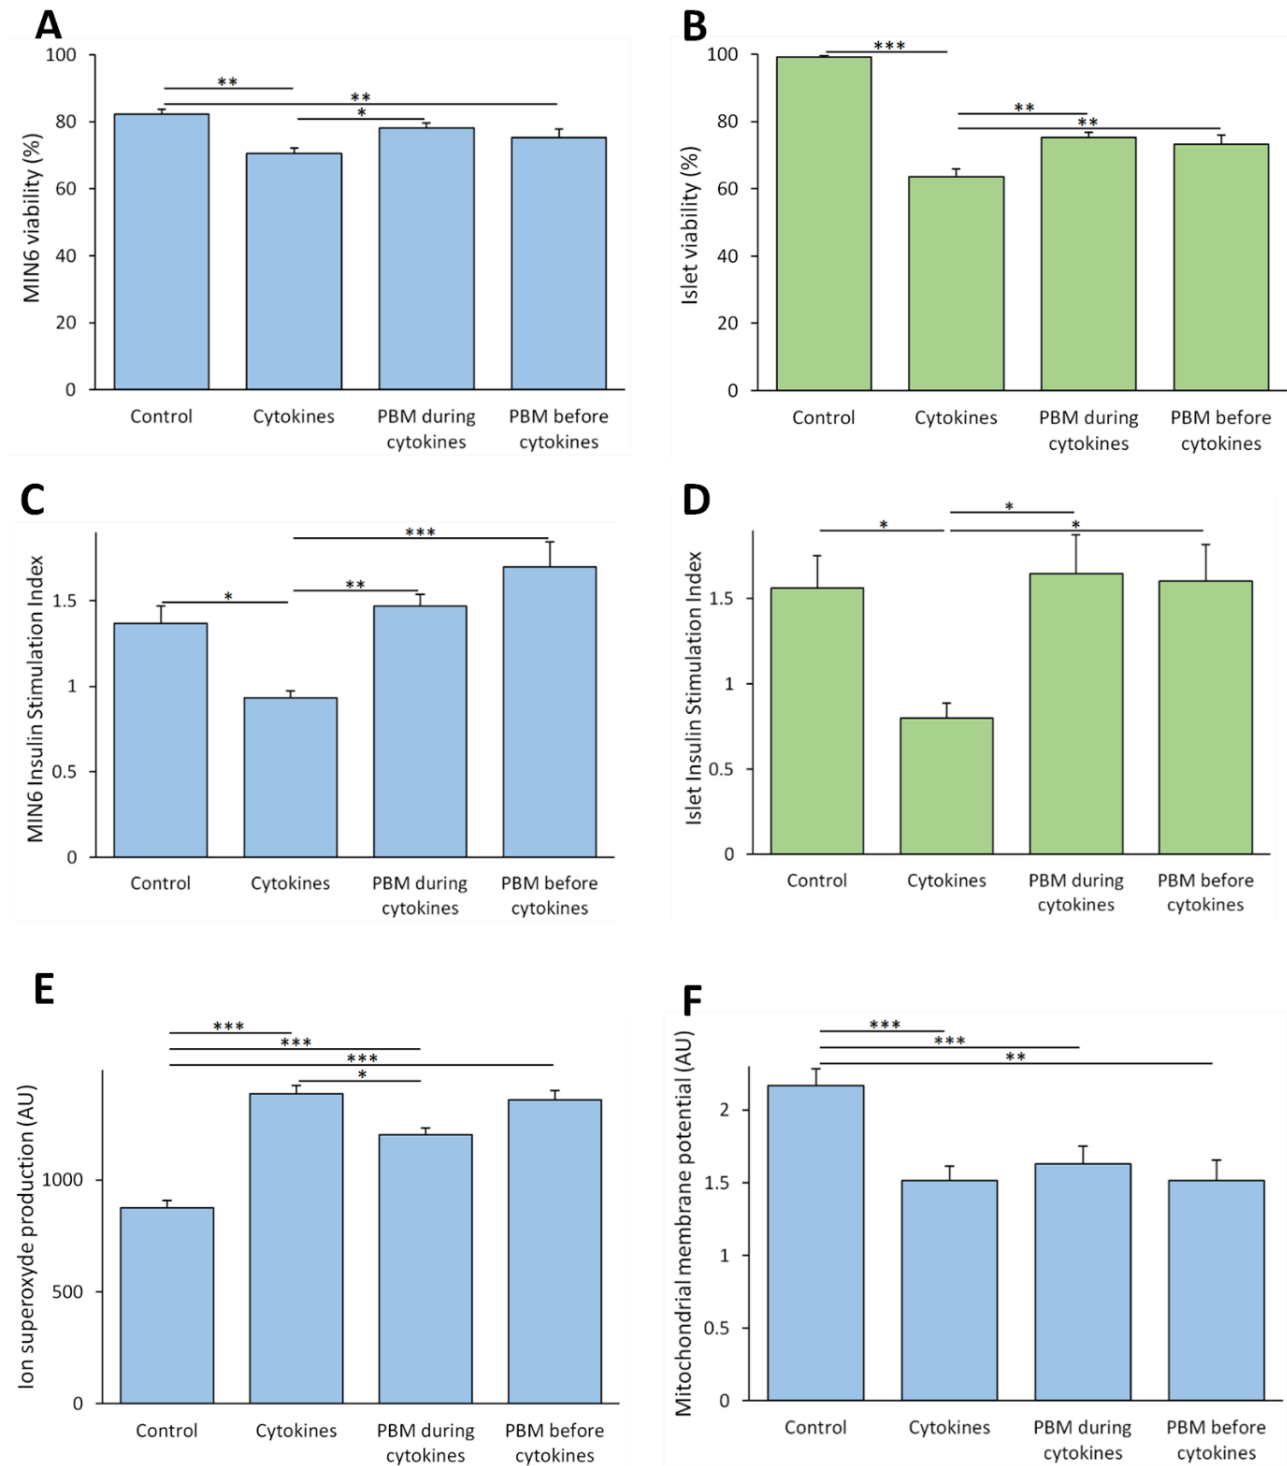 A
MIN6 viability (%)
100
80
60
40
20
0
**
**
*
Control
Cytokines
PBM during
cytokines
PBM before
cytokines
B
Islet viability (%)
100
80
60
40
20
0
***
**
**
Control
Cytokines
PBM during
cytokines
PBM before
cytokines
C
MIN6 Insulin Stimulation Index
1.5
1
0.5
0
***
**
*
Control
Cytokines
PBM during
cytokines
PBM before
cytokines
D
Islet Insulin Stimulation Index
1.5
1
0.5
0
*
*
*
Control
Cytokines
PBM during
cytokines
PBM before
cytokines
E
Ion superoxyde production (AU)
1000
500
0
***
***
***
*
Control
Cytokines
PBM during
cytokines
PBM before
cytokines
F
Mitochondrial membrane potential (AU)
2
1.5
1
0.5
0
***
***
**
Control
Cytokines
PBM during
cytokines
PBM before
cytokines